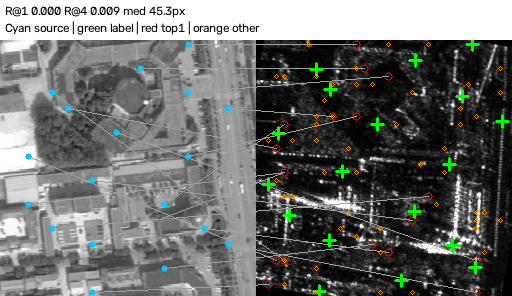 R@1 0.000 R@4 0.009 med 45.3px
Cyan source | green label | red top1 | orange other